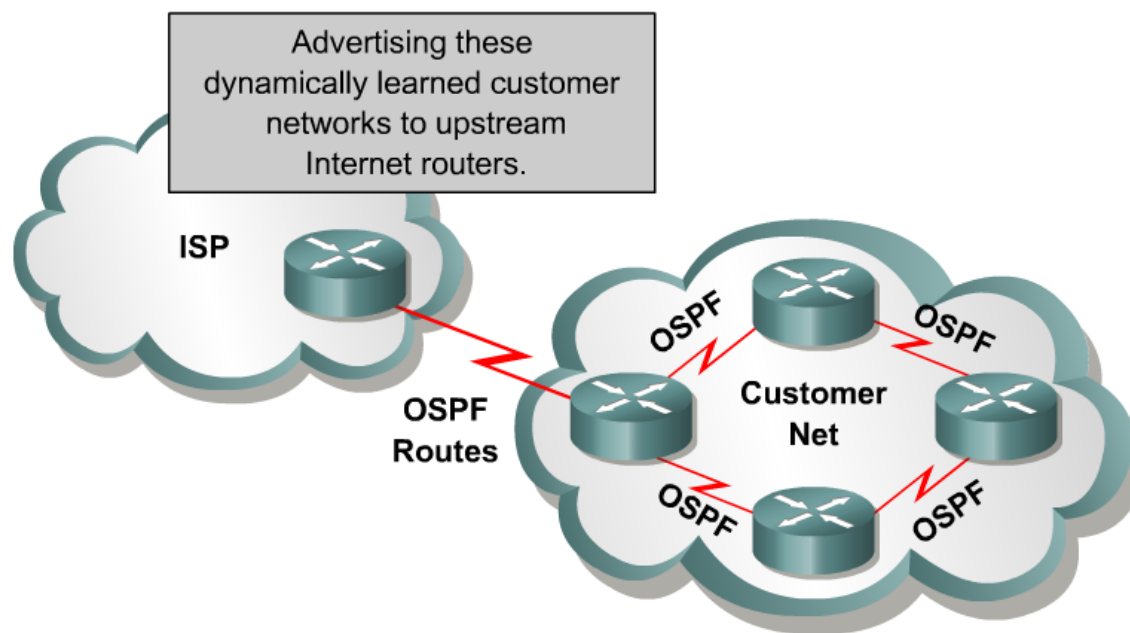 Advertising these
dynamically learned customer
networks to upstream
Internet routers.
ISP
OSPF
Routes
OSPF
OSPF
Customer
Net
OSPF
OSPF